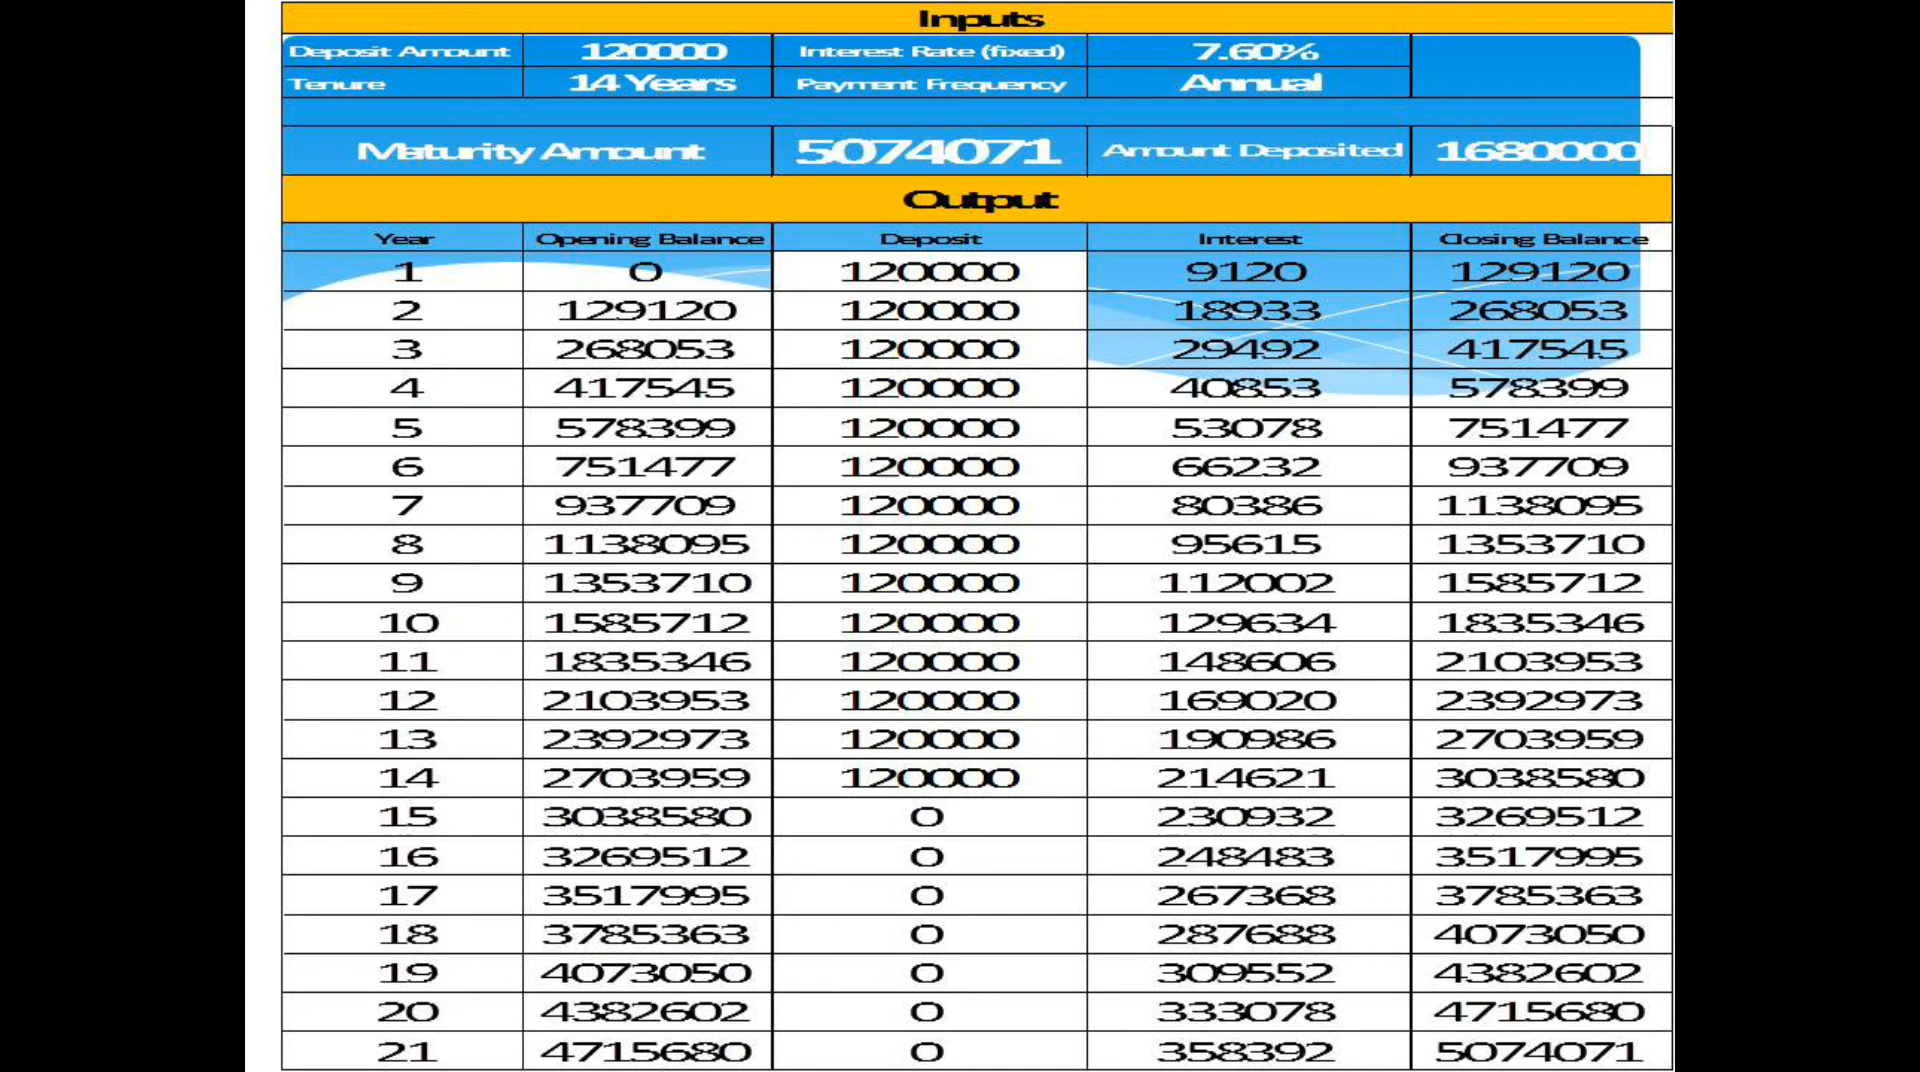 Inputs
Deposit Amount 120000 Interest Rate (fixed) 7.60%
Tenure 14 Years Payment Frequency Annual
Maturity Amount 5074071 Amount Deposited 1680000
Output
Year Opening Balance Deposit Interest Closing Balance
1 0 120000 9120 129120
2 129120 120000 18933 268053
3 268053 120000 29492 417545
4 417545 120000 40853 578399
5 578399 120000 53078 751477
6 751477 120000 66232 937709
7 937709 120000 80386 1138095
8 1138095 120000 95615 1353710
9 1353710 120000 112002 1585712
10 1585712 120000 129634 1835346
11 1835346 120000 148606 2103953
12 2103953 120000 169020 2392973
13 2392973 120000 190986 2703959
14 2703959 120000 214621 3038580
15 3038580 0 230932 3269512
16 3269512 0 248483 3517995
17 3517995 0 267368 3785363
18 3785363 0 287688 4073050
19 4073050 0 309552 4382602
20 4382602 0 333078 4715680
21 4715680 0 358392 5074071